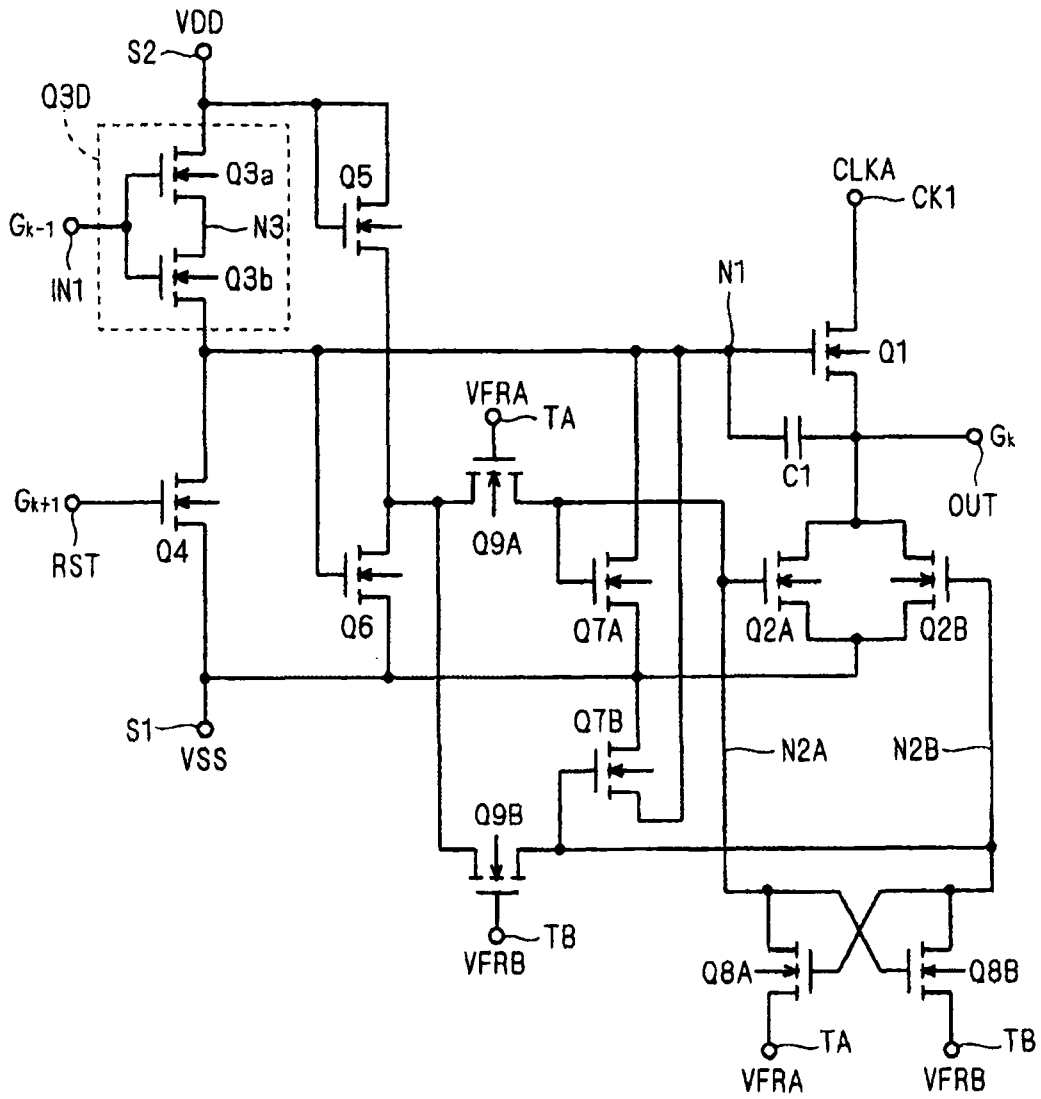 VDD
S2
Q3D
Q3a
Q5
CLKA
CK1
Gk-1
N3
IN1
Q3b
N1
Q1
VFRA
TA
C1
Gk
OUT
Gk+1
RST
Q4
Q9A
Q6
Q7A
Q2A
Q2B
S1
VSS
Q7B
N2A
N2B
Q9B
TB
VFRB
Q8A
Q8B
TA
TB
VFRA
VFRB